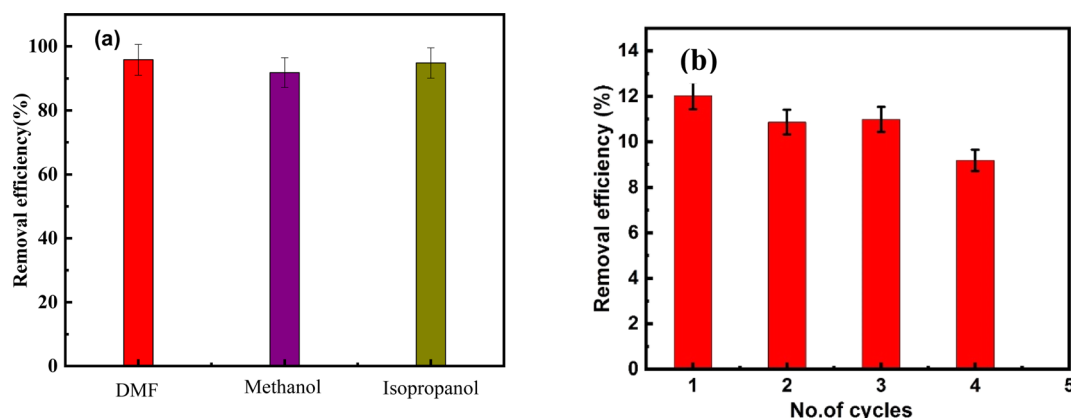 (a)
Removal efficiency(%)
100
80
60
40
20
0
DMF Methanol Isopropanol
(b)
Removal efficiency (%)
14
12
10
8
6
4
2
0
1 2 3 4 5
No.of cycles